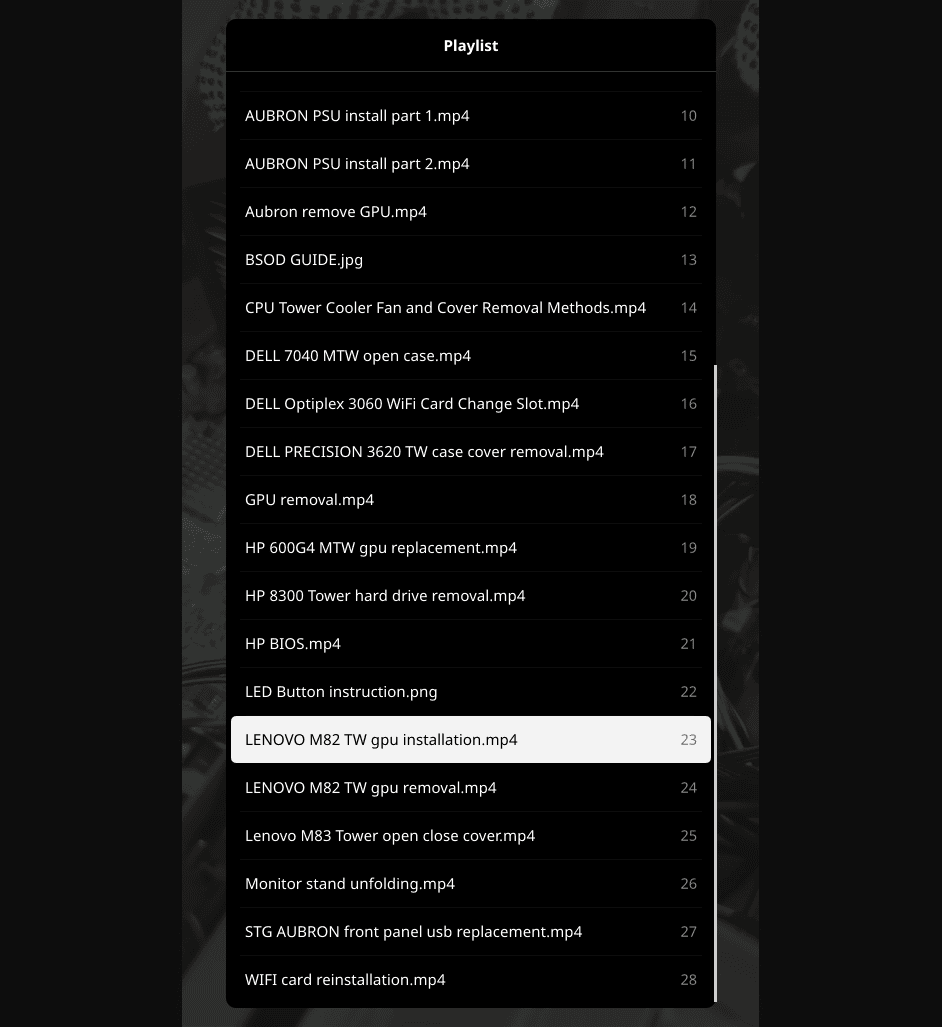 Playlist
AUBRON PSU install part 1.mp4 10
AUBRON PSU install part 2.mp4 11
Aubron remove GPU.mp4 12
BSOD GUIDE.jpg 13
CPU Tower Cooler Fan and Cover Removal Methods.mp4 14
DELL 7040 MTW open case.mp4 15
DELL Optiplex 3060 WiFi Card Change Slot.mp4 16
DELL PRECISION 3620 TW case cover removal.mp4 17
GPU removal.mp4 18
HP 600G4 MTW gpu replacement.mp4 19
HP 8300 Tower hard drive removal.mp4 20
HP BIOS.mp4 21
LED Button instruction.png 22
LENOVO M82 TW gpu installation.mp4 23
LENOVO M82 TW gpu removal.mp4 24
Lenovo M83 Tower open close cover.mp4 25
Monitor stand unfolding.mp4 26
STG AUBRON front panel usb replacement.mp4 27
WIFI card reinstallation.mp4 28